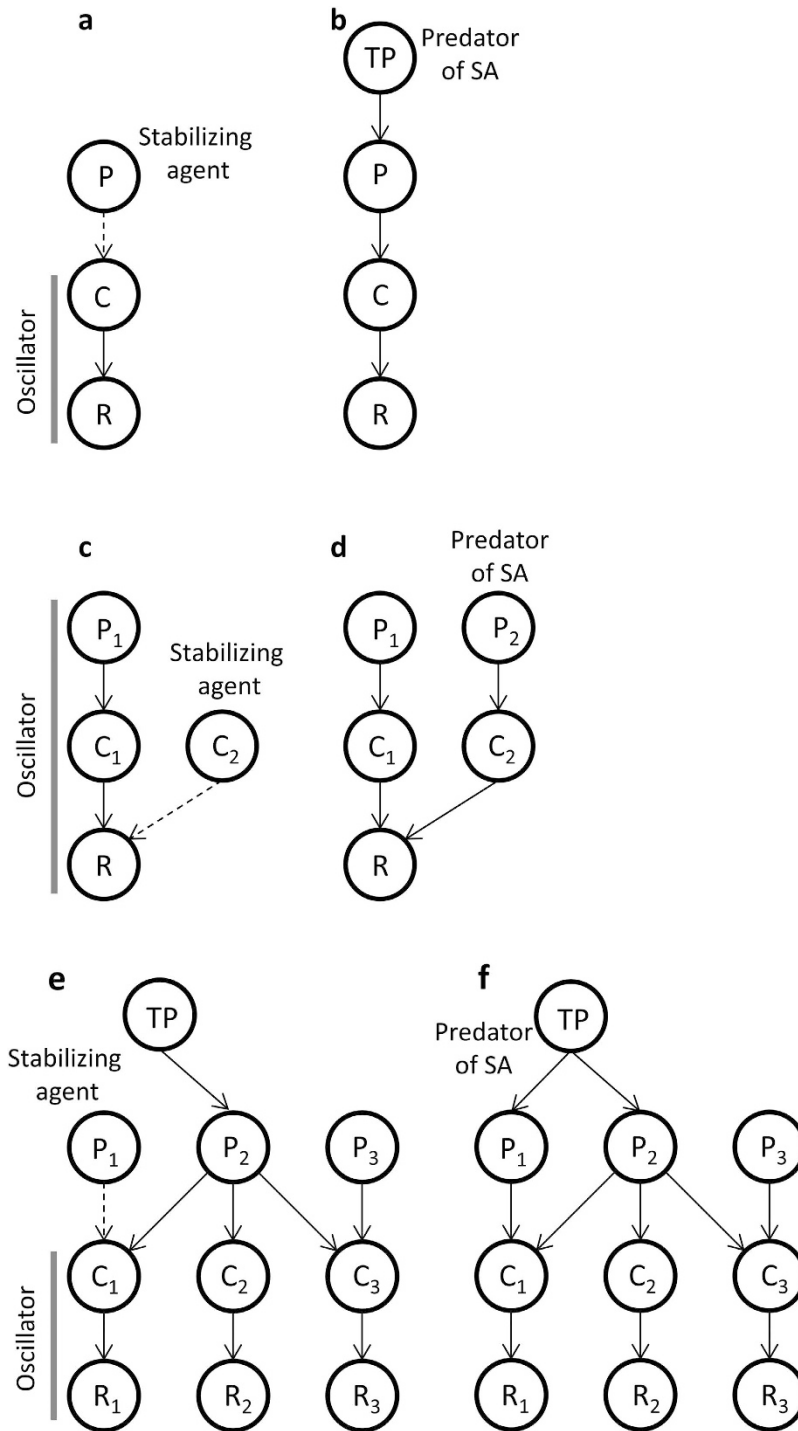 a
b
TP
Predator
of SA
Stabilizing
agent
P
P
C
C
Oscillator
R
R
c
d
Predator
of SA
P1
P2
Stabilizing
agent
C1
C2
C1
C2
Oscillator
R
R
e
f
TP
TP
Predator
of SA
Stabilizing
agent
P1
P2
P3
P1
P2
P3
C1
C2
C3
C1
C2
C3
Oscillator
R1
R2
R3
R1
R2
R3